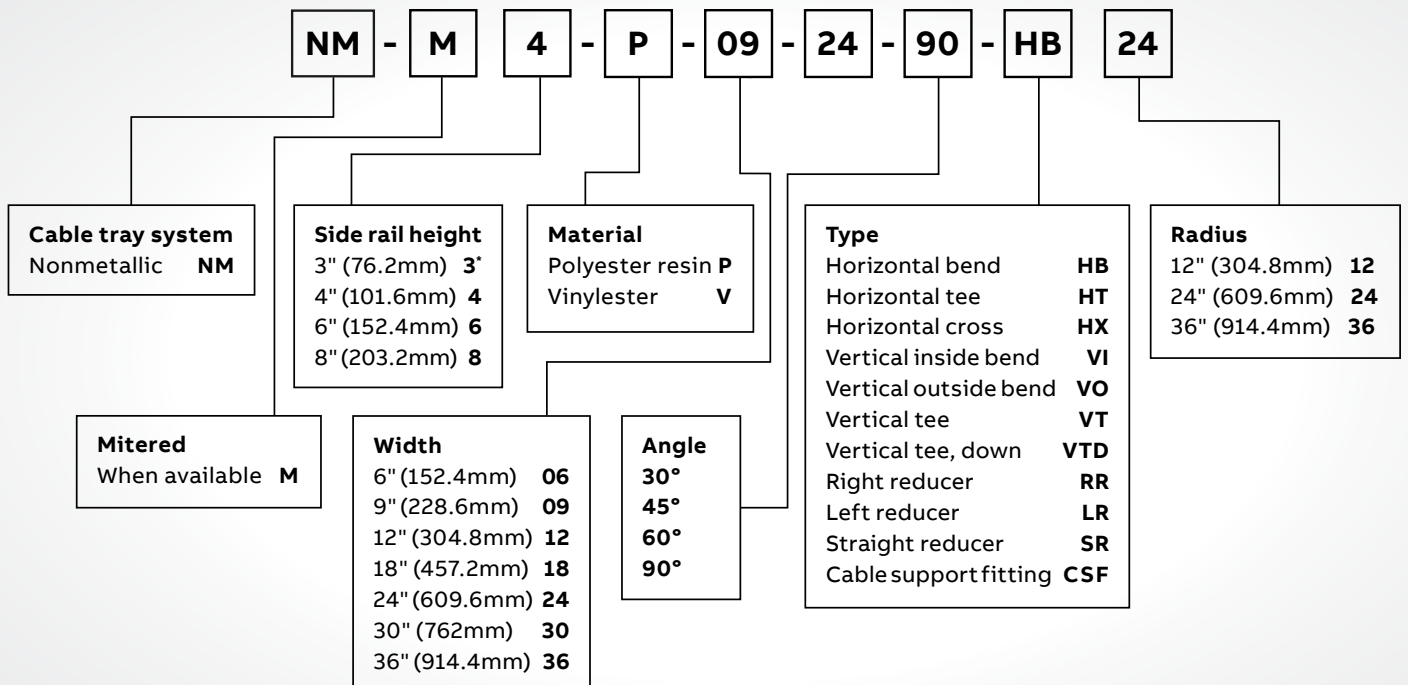 NM - M 4 - P - 09 - 24 - 90 - HB 24
Cable tray system
Nonmetallic NM
Side rail height
3" (76.2mm) 3*
4" (101.6mm) 4
6" (152.4mm) 6
8" (203.2mm) 8
Material
Polyester resin P
Vinylester V
Type
Horizontal bend HB
Horizontal tee HT
Horizontal cross HX
Vertical inside bend VI
Vertical outside bend VO
Vertical tee VT
Vertical tee, down VTD
Right reducer RR
Left reducer LR
Straight reducer SR
Cable support fitting CSF
Radius
12" (304.8mm) 12
24" (609.6mm) 24
36" (914.4mm) 36
Mitered
When available M
Width
6" (152.4mm) 06
9" (228.6mm) 09
12" (304.8mm) 12
18" (457.2mm) 18
24" (609.6mm) 24
30" (762mm) 30
36" (914.4mm) 36
Angle
30°
45°
60°
90°